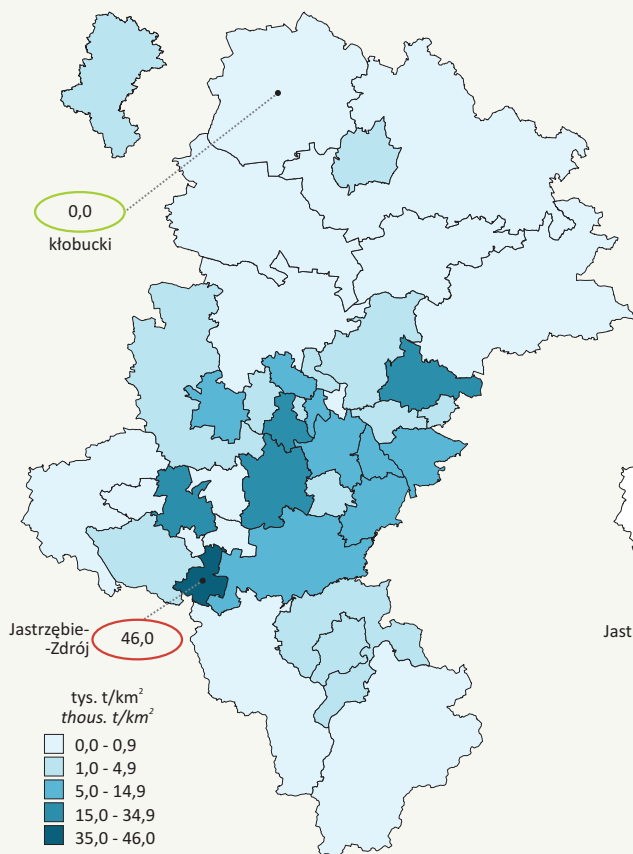 0,0
kłobucki
Jastrzębie-
-Zdrój
46,0
Jast
tys. t/km²
thous. t/km²
0,0 - 0,9
1,0 - 4,9
5,0 - 14,9
15,0 - 34,9
35,0 - 46,0